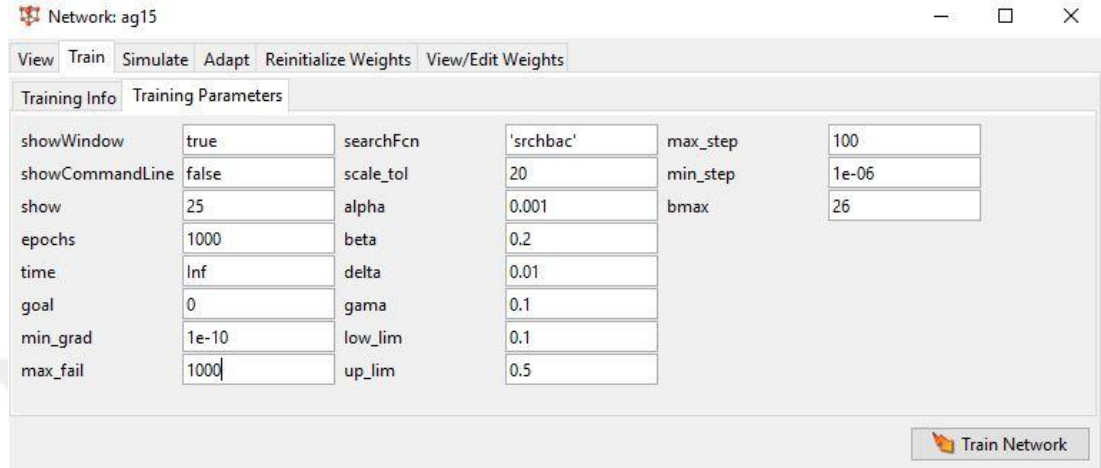 Network: ag15
View Train Simulate Adapt Reinitialize Weights View/Edit Weights
Training Info Training Parameters
showWindow true searchFcn 'srchbac' max_step 100
showCommandLine false scale_tol 20 min_step 1e-06
show 25 alpha 0.001 bmax 26
epochs 1000 beta 0.2
time Inf delta 0.01
goal 0 gama 0.1
min_grad 1e-10 low_lim 0.1
max_fail 1000 up_lim 0.5
Train Network